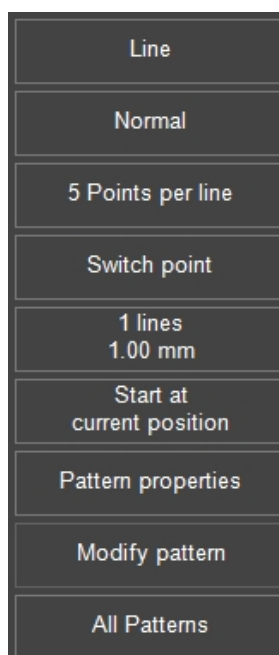 Line
Normal
5 Points per line
Switch point
1 lines
1.00 mm
Start at
current position
Pattern properties
Modify pattern
All Patterns